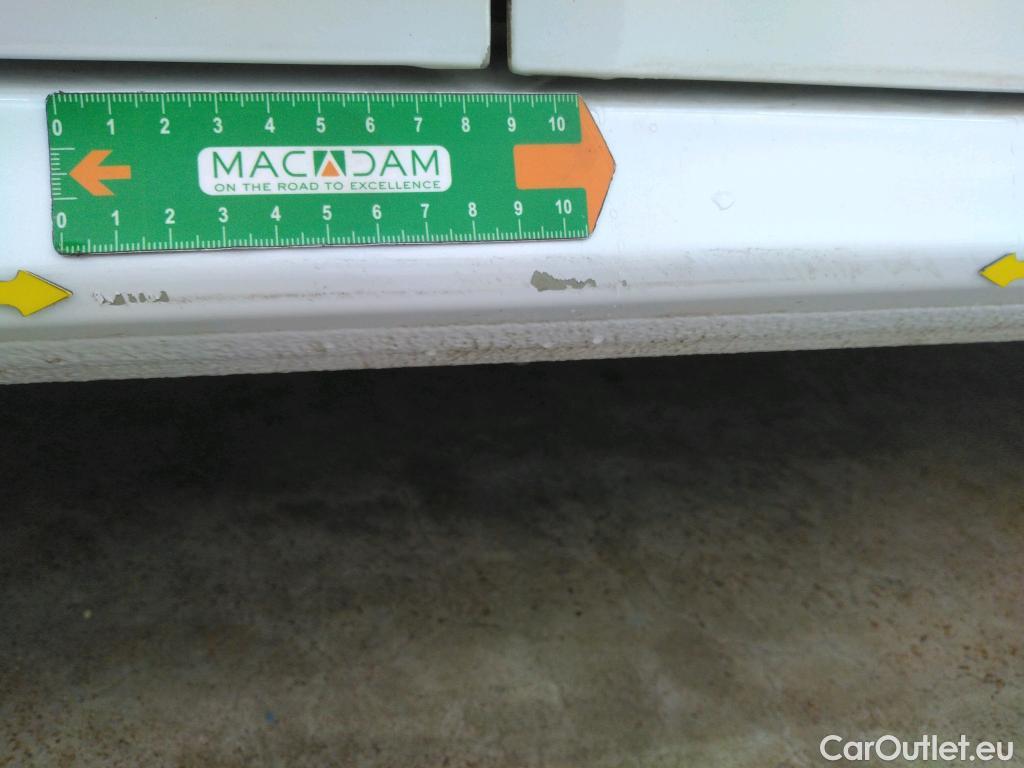 0 1 2 3 4 5 6 7 8 9 10
MACADAM
ON THE ROAD TO EXCELLENCE
0 1 2 3 4 5 6 7 8 9 10
CarOutlet.eu